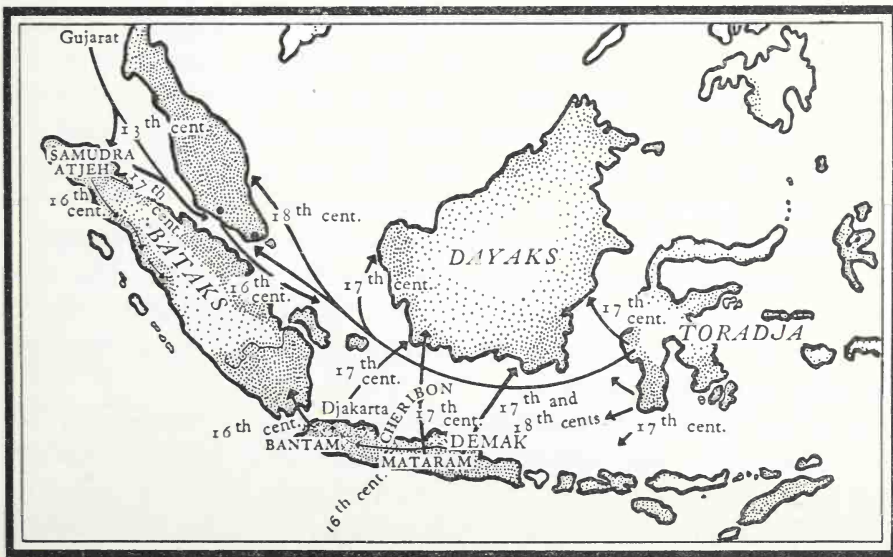 Gujarat
13th cent.
SAMUDRA
ATJEH
16th
cent.
17th
cent.
BATAKS
18th cent.
16th
cent.
17th
cent.
DAYAKS
17th
cent.
TORADJA
17th
cent.
Djakarta
CHERIBON
17th
cent.
17th and
18th cents
17th cent.
16th
cent.
BANTAM
DEMAK
MATARAM
16th cent.